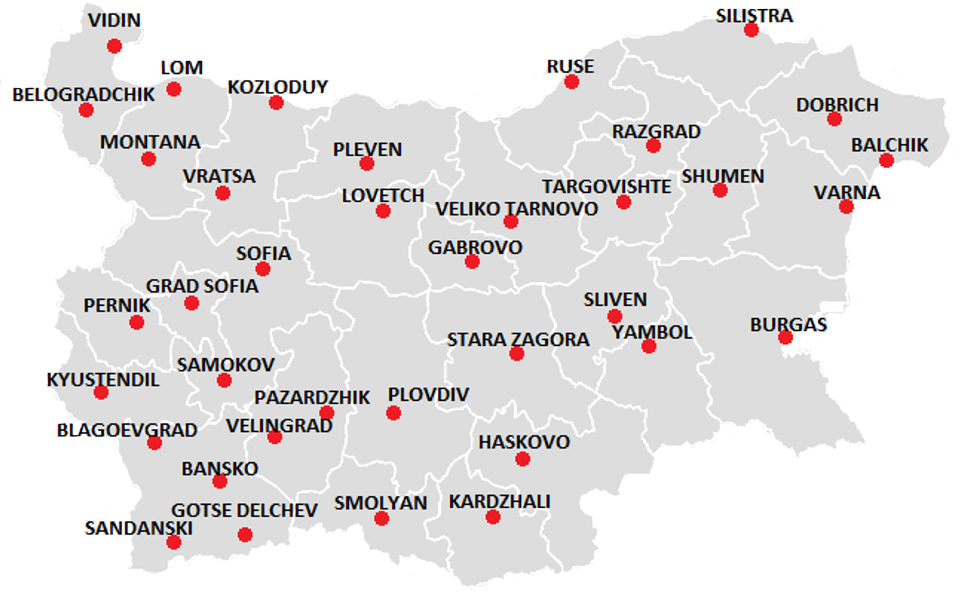 VIDIN
SILISTRA
LOM
RUSE
KOZLODUY
BELOGRADCHIK
DOBRICH
RAZGRAD
MONTANA
BALCHIK
PLEVEN
VRATSA
SHUMEN
TARGOVISHTE
LOVETCH
VARNA
VELIKO TARNOVO
GABROVO
SOFIA
GRAD SOFIA
SLIVEN
PERNIK
BURGAS
YAMBOL
STARA ZAGORA
SAMOKOV
KYUSTENDIL
PLOVDIV
PAZARDZHIK
VELINGRAD
BLAGOEVGRAD
HASKOVO
BANSKO
KARDZHALI
SMOLYAN
GOTSE DELCHEV
SANDANSKI